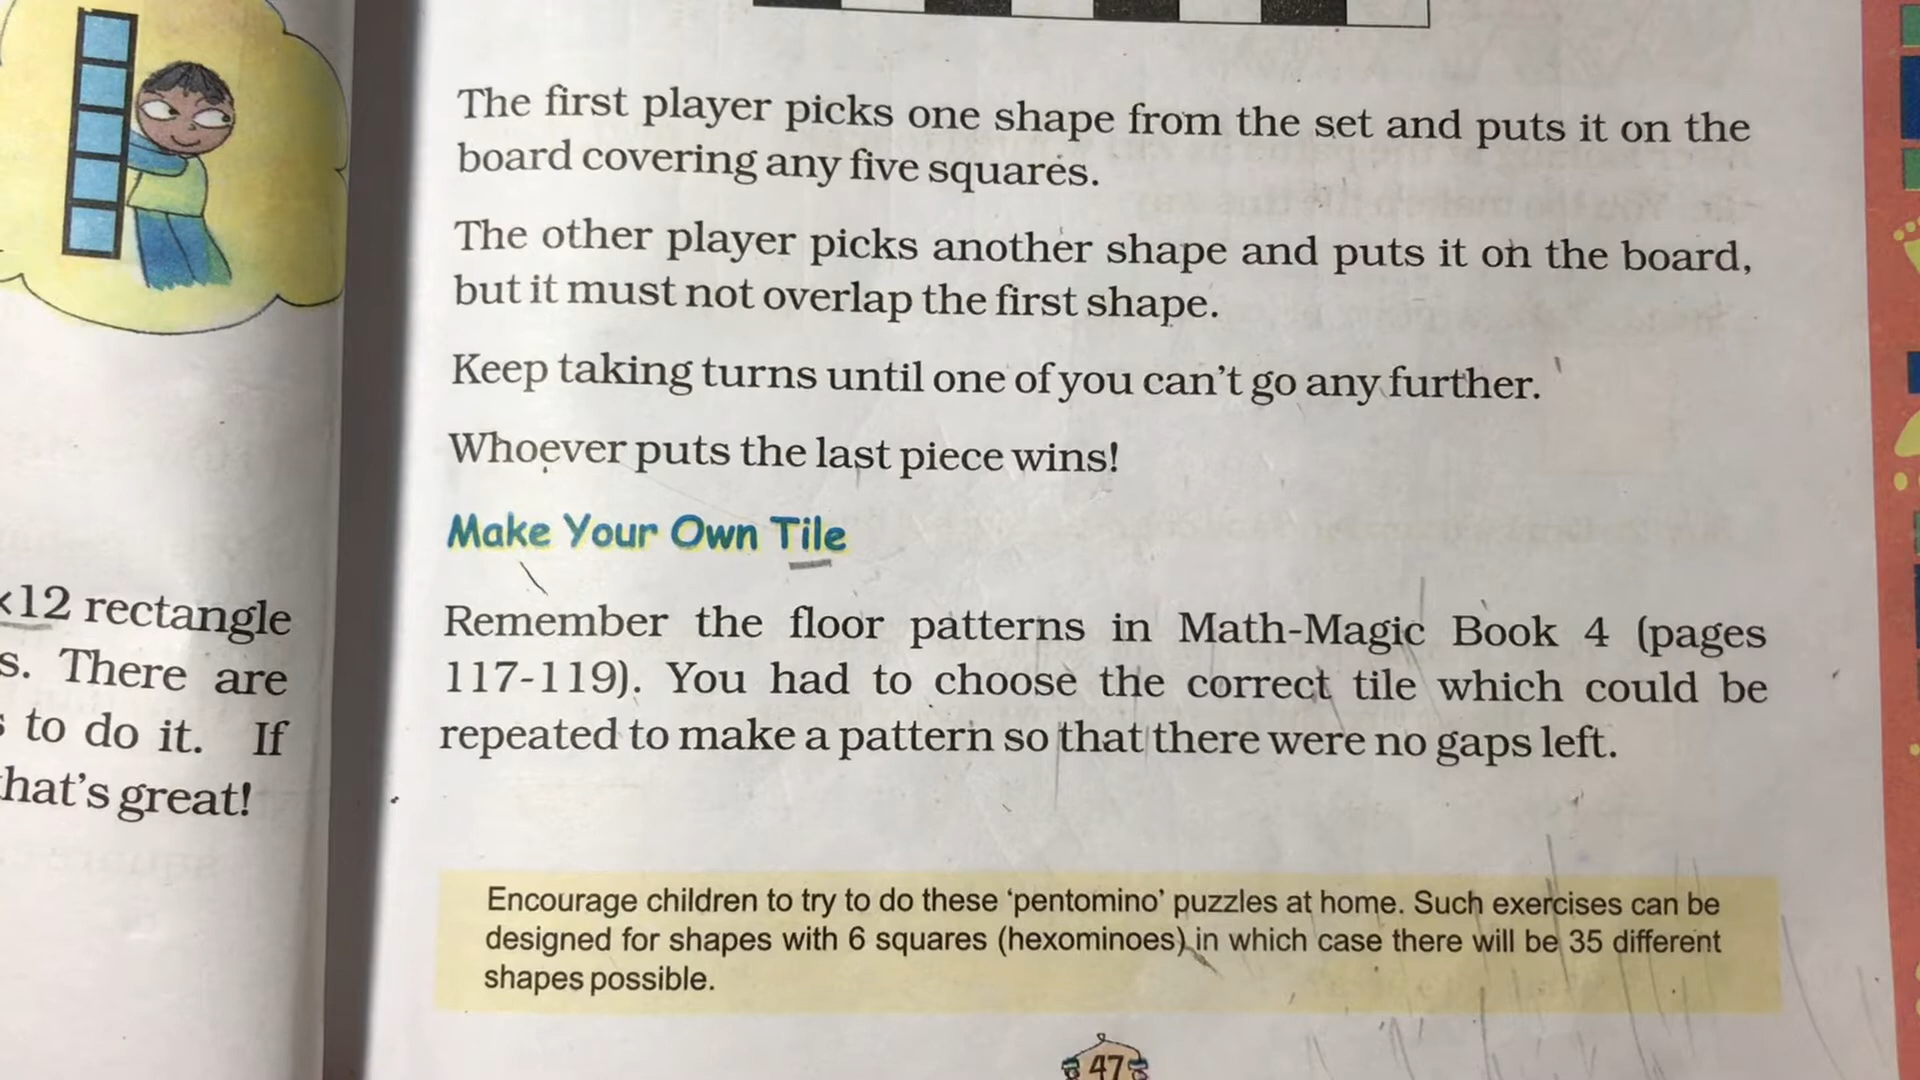 ×12 rectangle
s. There are
to do it. If
that's great!
The first player picks one shape from the set and puts it on the
board covering any five squares.
The other player picks another shape and puts it on the board,
but it must not overlap the first shape.
Keep taking turns until one of you can't go any further.
Whoever puts the last piece wins!
Make Your Own Tile
Remember the floor patterns in Math-Magic Book 4 (pages
117-119). You had to choose the correct tile which could be
repeated to make a pattern so that there were no gaps left.
Encourage children to try to do these 'pentomino' puzzles at home. Such exercises can be
designed for shapes with 6 squares (hexominoes) in which case there will be 35 different
shapes possible.
47